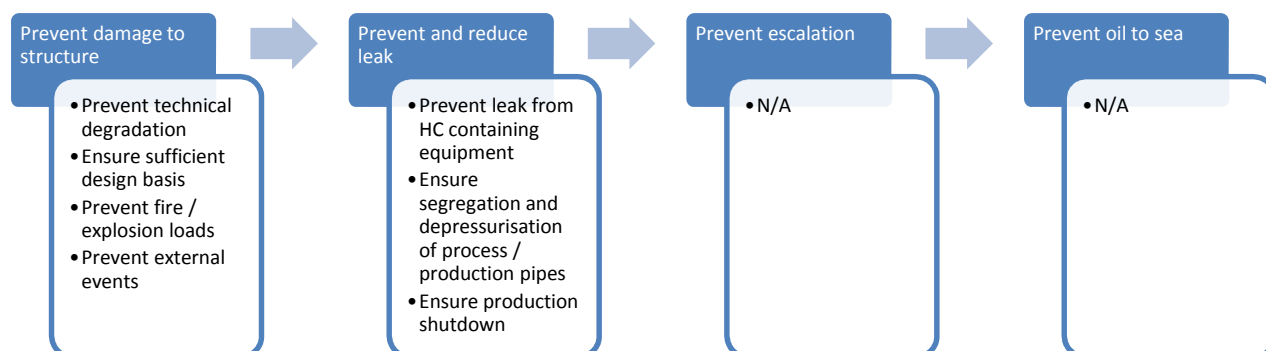 Prevent damage to
structure
• Prevent technical
degradation
• Ensure sufficient
design basis
• Prevent fire /
explosion loads
• Prevent external
events
Prevent and reduce
leak
• Prevent leak from
HC containing
equipment
• Ensure
segregation and
depressurisation
of process /
production pipes
• Ensure production
shutdown
Prevent escalation
• N/A
Prevent oil to sea
• N/A